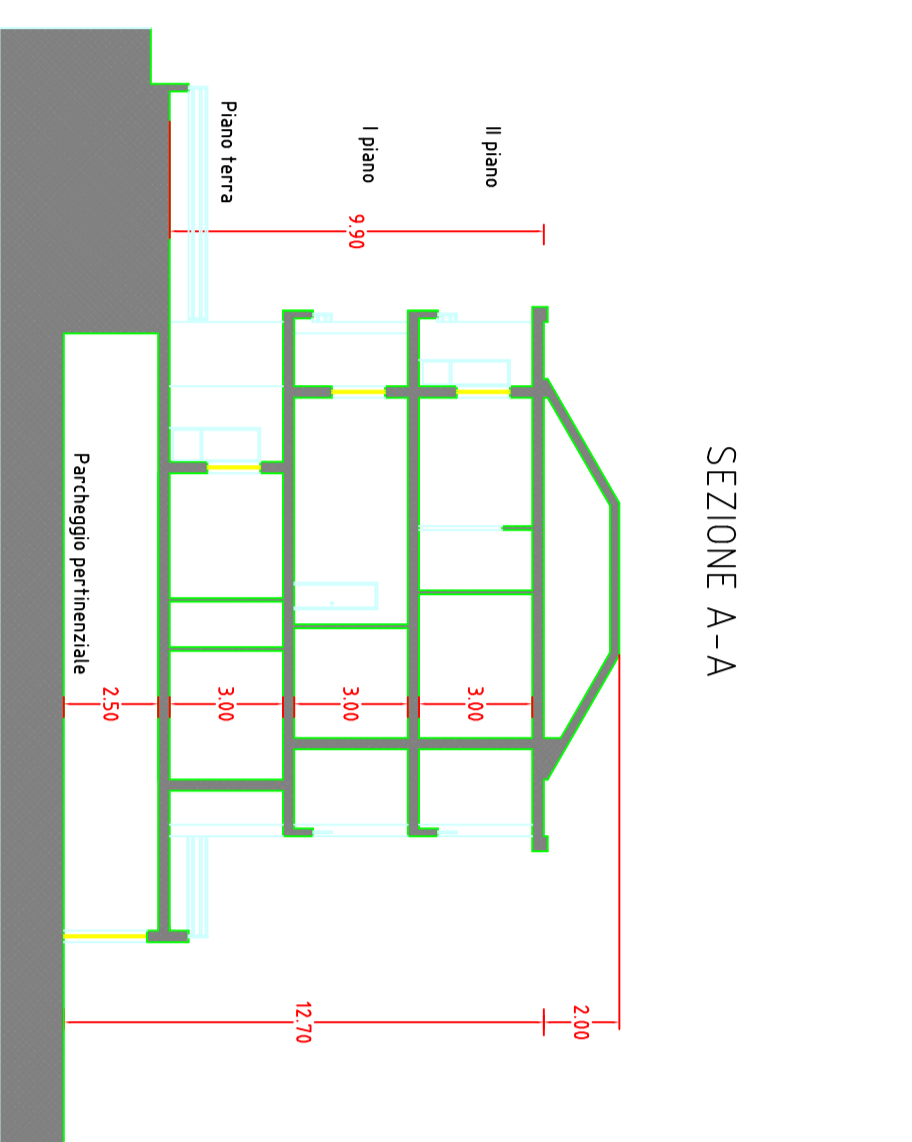 SEZIONE A-A
II piano
I piano
Piano terra
Parcheggio pertinenziale
9.90
3.00
3.00
3.00
2.50
2.00
12.70